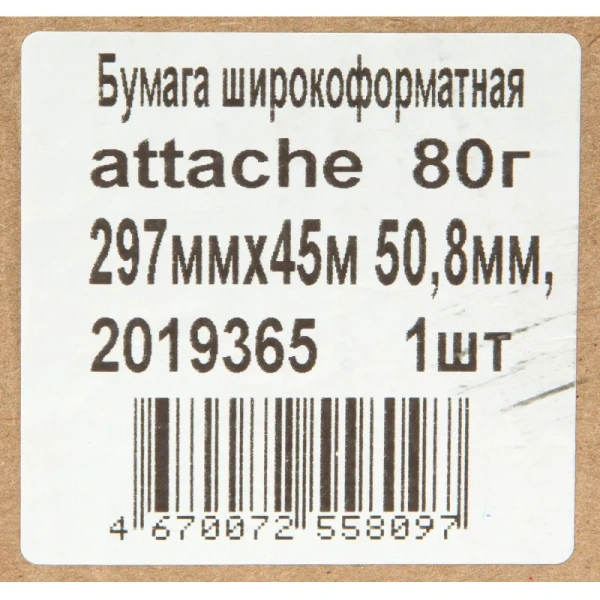 Бумага широкоформатная
attache 80г
297ммх45м 50,8мм,
2019365 1шт
4 670072 558097